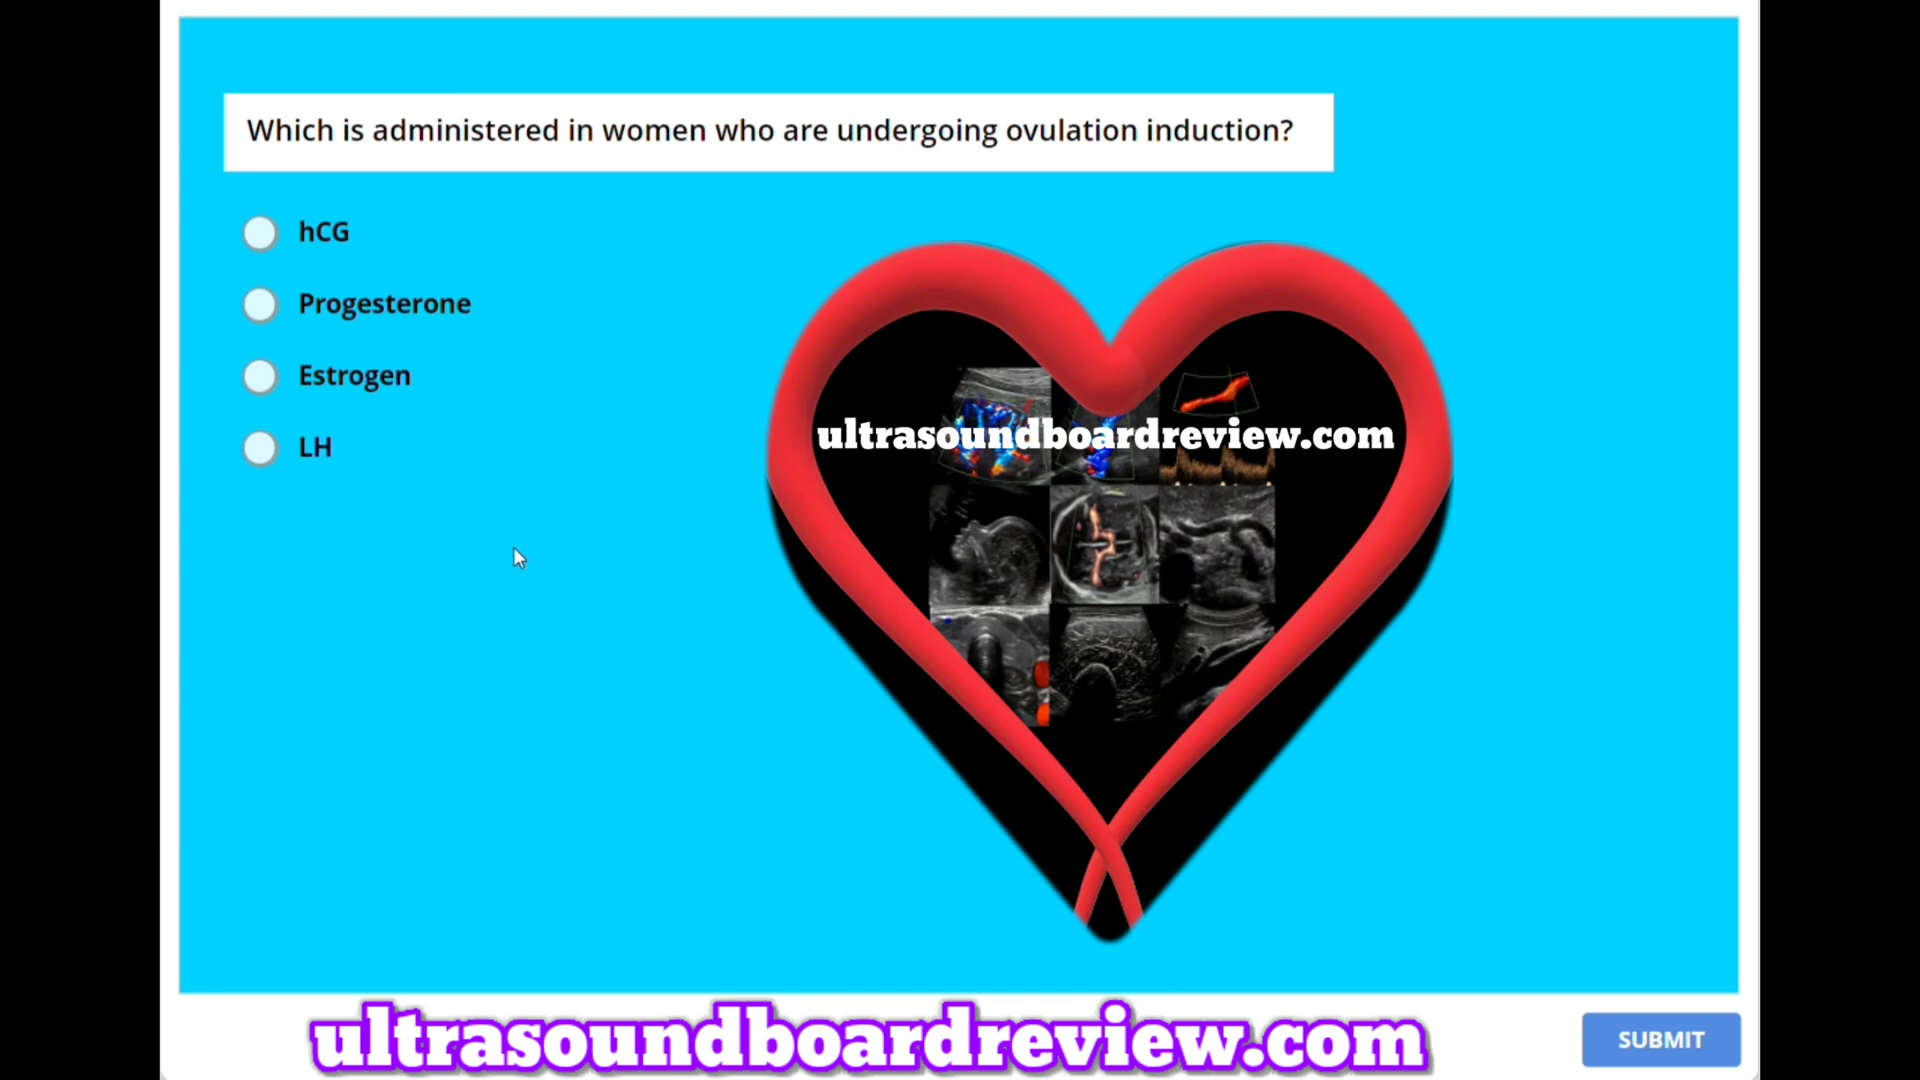 Which is administered in women who are undergoing ovulation induction?
hCG
Progesterone
Estrogen
LH
ultrasoundboardreview.com
ultrasoundboardreview.com
SUBMIT